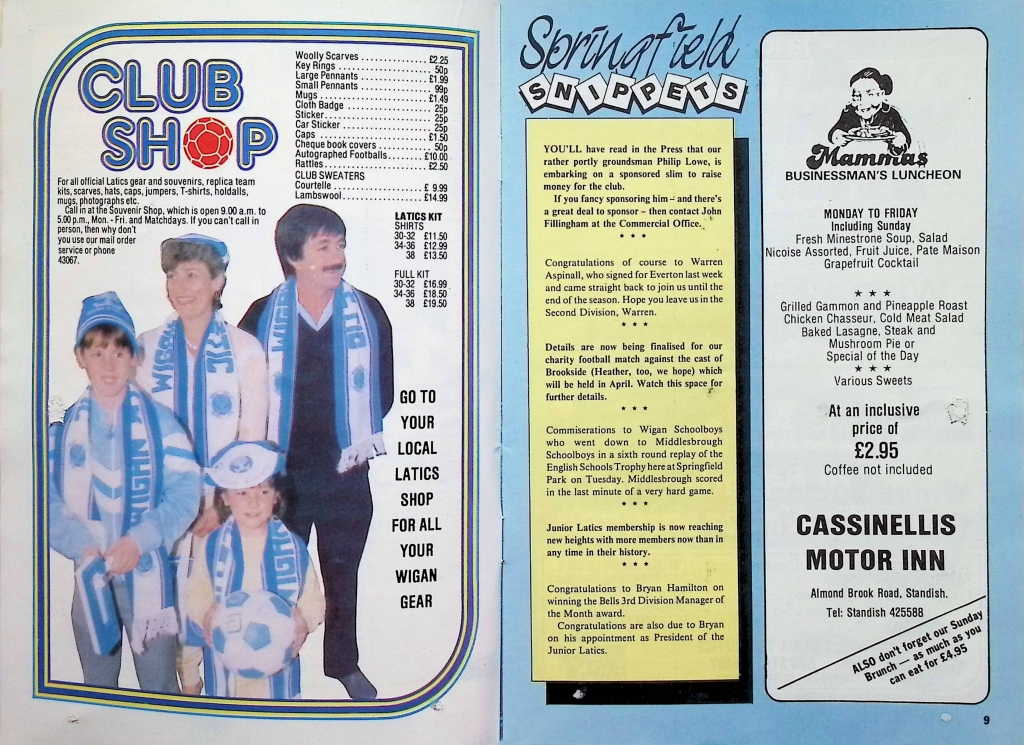 CLUB
SHOP
Woolly Scarves . . . . . . . . . . . . . . . £2.25
Key Rings . . . . . . . . . . . . . . . . . . . . 50p
Large Pennants . . . . . . . . . . . . . . £1.99
Small Pennants . . . . . . . . . . . . . . . 99p
Mugs . . . . . . . . . . . . . . . . . . . . . . . £1.49
Cloth Badge . . . . . . . . . . . . . . . . . . 25p
Sticker . . . . . . . . . . . . . . . . . . . . . . 25p
Car Sticker . . . . . . . . . . . . . . . . . . . 25p
Caps . . . . . . . . . . . . . . . . . . . . . . . £1.50
Cheque book covers . . . . . . . . . . . 50p
Autographed Footballs . . . . . . . £10.00
Rattles . . . . . . . . . . . . . . . . . . . . . £2.50
CLUB SWEATERS
Courtelle . . . . . . . . . . . . . . . . . . . £ 9.99
Lambswool . . . . . . . . . . . . . . . . . £14.99
For all official Latics gear and souvenirs, replica team
kits, scarves, hats, caps, jumpers, T-shirts, holdalls,
mugs, photographs etc.
Call in at the Souvenir Shop, which is open 9.00 a.m. to
5.00 p.m., Mon. - Fri. and Matchdays. If you can't call in
person, then why don't
you use our mail order
service or phone
43067.
LATICS KIT
SHIRTS
30-32 £11.50
34-36 £12.99
38 £13.50
FULL KIT
30-32 £16.99
34-36 £18.50
38 £19.50
GO TO
YOUR
LOCAL
LATICS
SHOP
FOR ALL
YOUR
WIGAN
GEAR
Springfield
SNIPPETS
YOU'LL have read in the Press that our
rather portly groundsman Philip Lowe, is
embarking on a sponsored slim to raise
money for the club.
If you fancy sponsoring him – and there's
a great deal to sponsor – then contact John
Fillingham at the Commercial Office.
★ ★ ★
Congratulations of course to Warren
Aspinall, who signed for Everton last week
and came straight back to join us until the
end of the season. Hope you leave us in the
Second Division, Warren.
★ ★ ★
Details are now being finalised for our
charity football match against the cast of
Brookside (Heather, too, we hope) which
will be held in April. Watch this space for
further details.
★ ★ ★
Commiserations to Wigan Schoolboys
who went down to Middlesbrough
Schoolboys in a sixth round replay of the
English Schools Trophy here at Springfield
Park on Tuesday. Middlesbrough scored
in the last minute of a very hard game.
★ ★ ★
Junior Latics membership is now reaching
new heights with more members now than in
any time in their history.
★ ★ ★
Congratulations to Bryan Hamilton on
winning the Bells 3rd Division Manager of
the Month award.
Congratulations are also due to Bryan
on his appointment as President of the
Junior Latics.
Mammas
BUSINESSMAN'S LUNCHEON
MONDAY TO FRIDAY
Including Sunday
Fresh Minestrone Soup, Salad
Nicoise Assorted, Fruit Juice, Pate Maison
Grapefruit Cocktail
★ ★ ★
Grilled Gammon and Pineapple Roast
Chicken Chasseur, Cold Meat Salad
Baked Lasagne, Steak and
Mushroom Pie or
Special of the Day
★ ★ ★
Various Sweets
At an inclusive
price of
£2.95
Coffee not included
CASSINELLIS
MOTOR INN
Almond Brook Road, Standish.
Tel: Standish 425588
ALSO don't forget our Sunday
Brunch — as much as you
can eat for £4.95
9